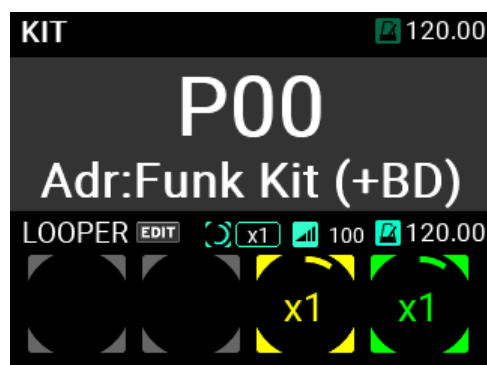 KIT 120.00
P00
Adr:Funk Kit (+BD)
LOOPER EDIT x1 100 120.00
x1 x1